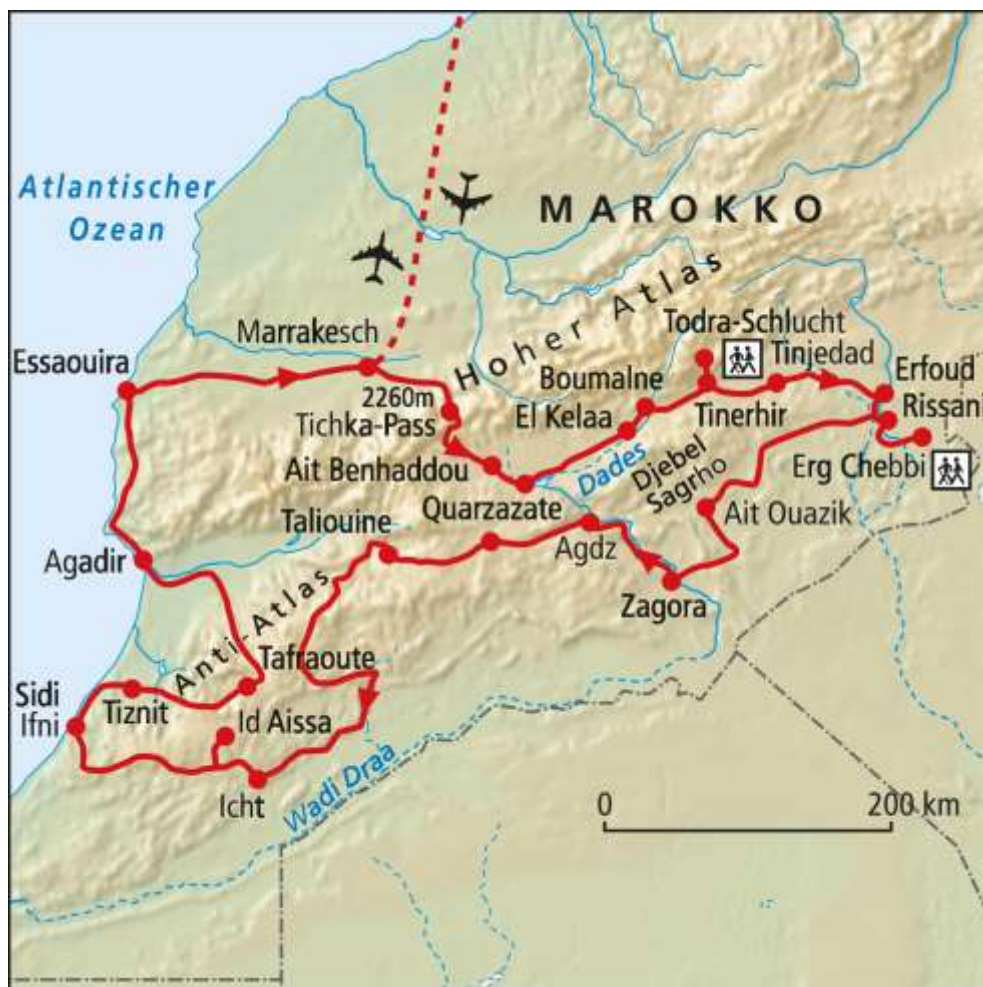 Atlantischer
Ozean
MAROKKO
Hoher Atlas
Marrakesch
Todra-Schlucht
Tinjedad
Essaouira
2260m
Tichka-Pass
Boumalne
El Kelaa
Tinerhir
Erfoud
Rissani
Erg Chebbi
Ait Benhaddou
Dades
Djebel
Sagrho
Quarzazate
Taliouine
Ait Ouazik
Agadir
Agdz
Zagora
Anti-Atlas
Tafraoute
Sidi
Ifni
Tiznit
Id Aissa
Icht
Wadi Draa
0 200 km